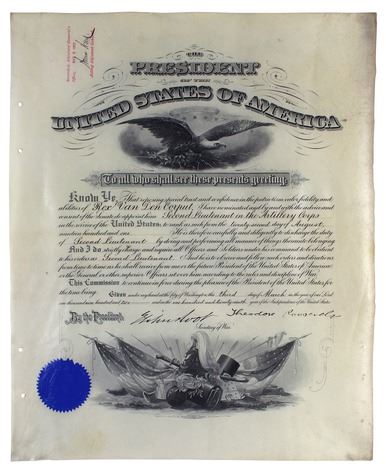 THE
PRESIDENT
OF THE
UNITED STATES OF AMERICA
To all who shall see these presents greeting:
Know Ye, That reposing special trust and confidence in the patriotism, valor, fidelity, and
abilities of Rex Van Den Corput, I have nominated and by and with the advice and
consent of the Senate do appoint him Second Lieutenant in the Artillery Corps
in the service of the United States: to rank as such from the twenty second day of August
nineteen hundred and one. He is therefore carefully and diligently to discharge the duty
of Second Lieutenant by doing and performing all manner of things thereunto belonging.
And I do strictly charge and require all Officers and Soldiers under his command to be obedient
to his orders as Second Lieutenant. And he is to observe and follow such orders and directions
from time to time as he shall receive from me or the future President of the United States of America
or the General or other superior Officers set over him according to the rules and discipline of War.
This Commission to continue in force during the pleasure of the President of the United States for
the time being.
Given under my hand at the City of Washington this third day of March in the year of our Lord
one thousand nine hundred and two and in the one hundred and twenty sixth year of the Independence of the United States.
By the President
Theodore Roosevelt
Elihu Root
Secretary of War.